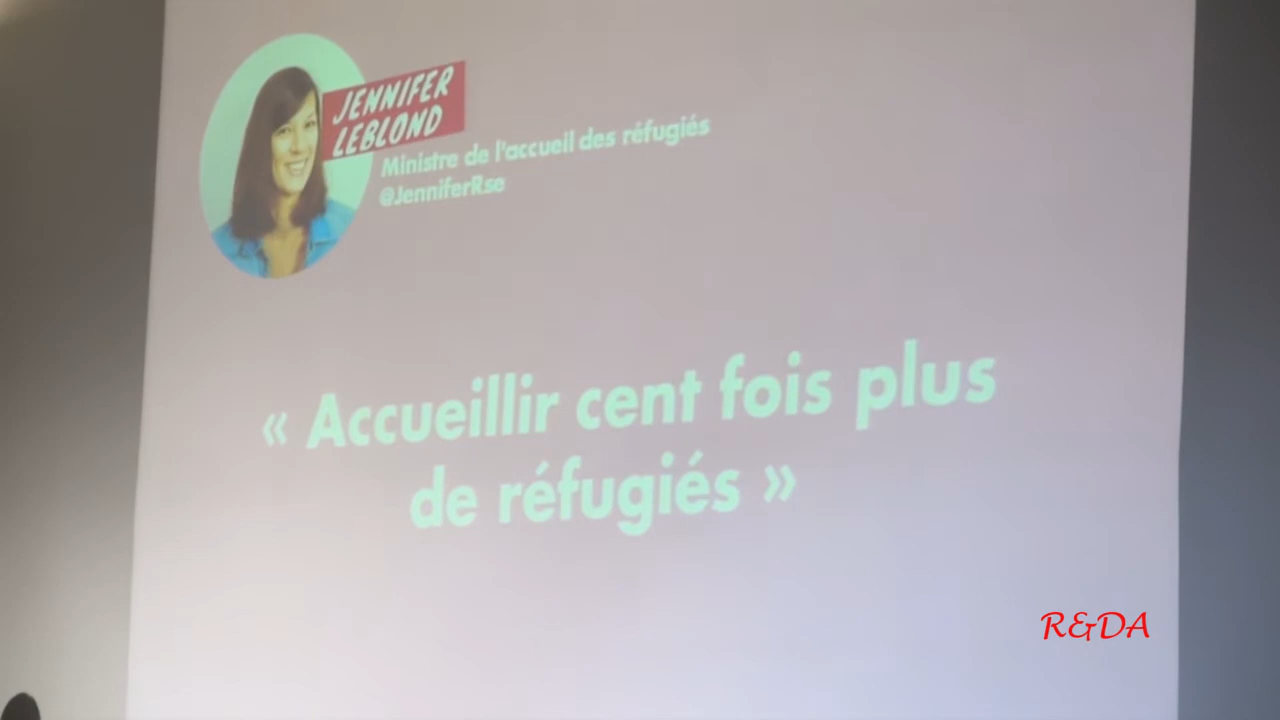 JENNIFER
LEBLOND
Ministre de l'accueil des réfugiés
@JenniferRse
« Accueillir cent fois plus
de réfugiés »
R&DA